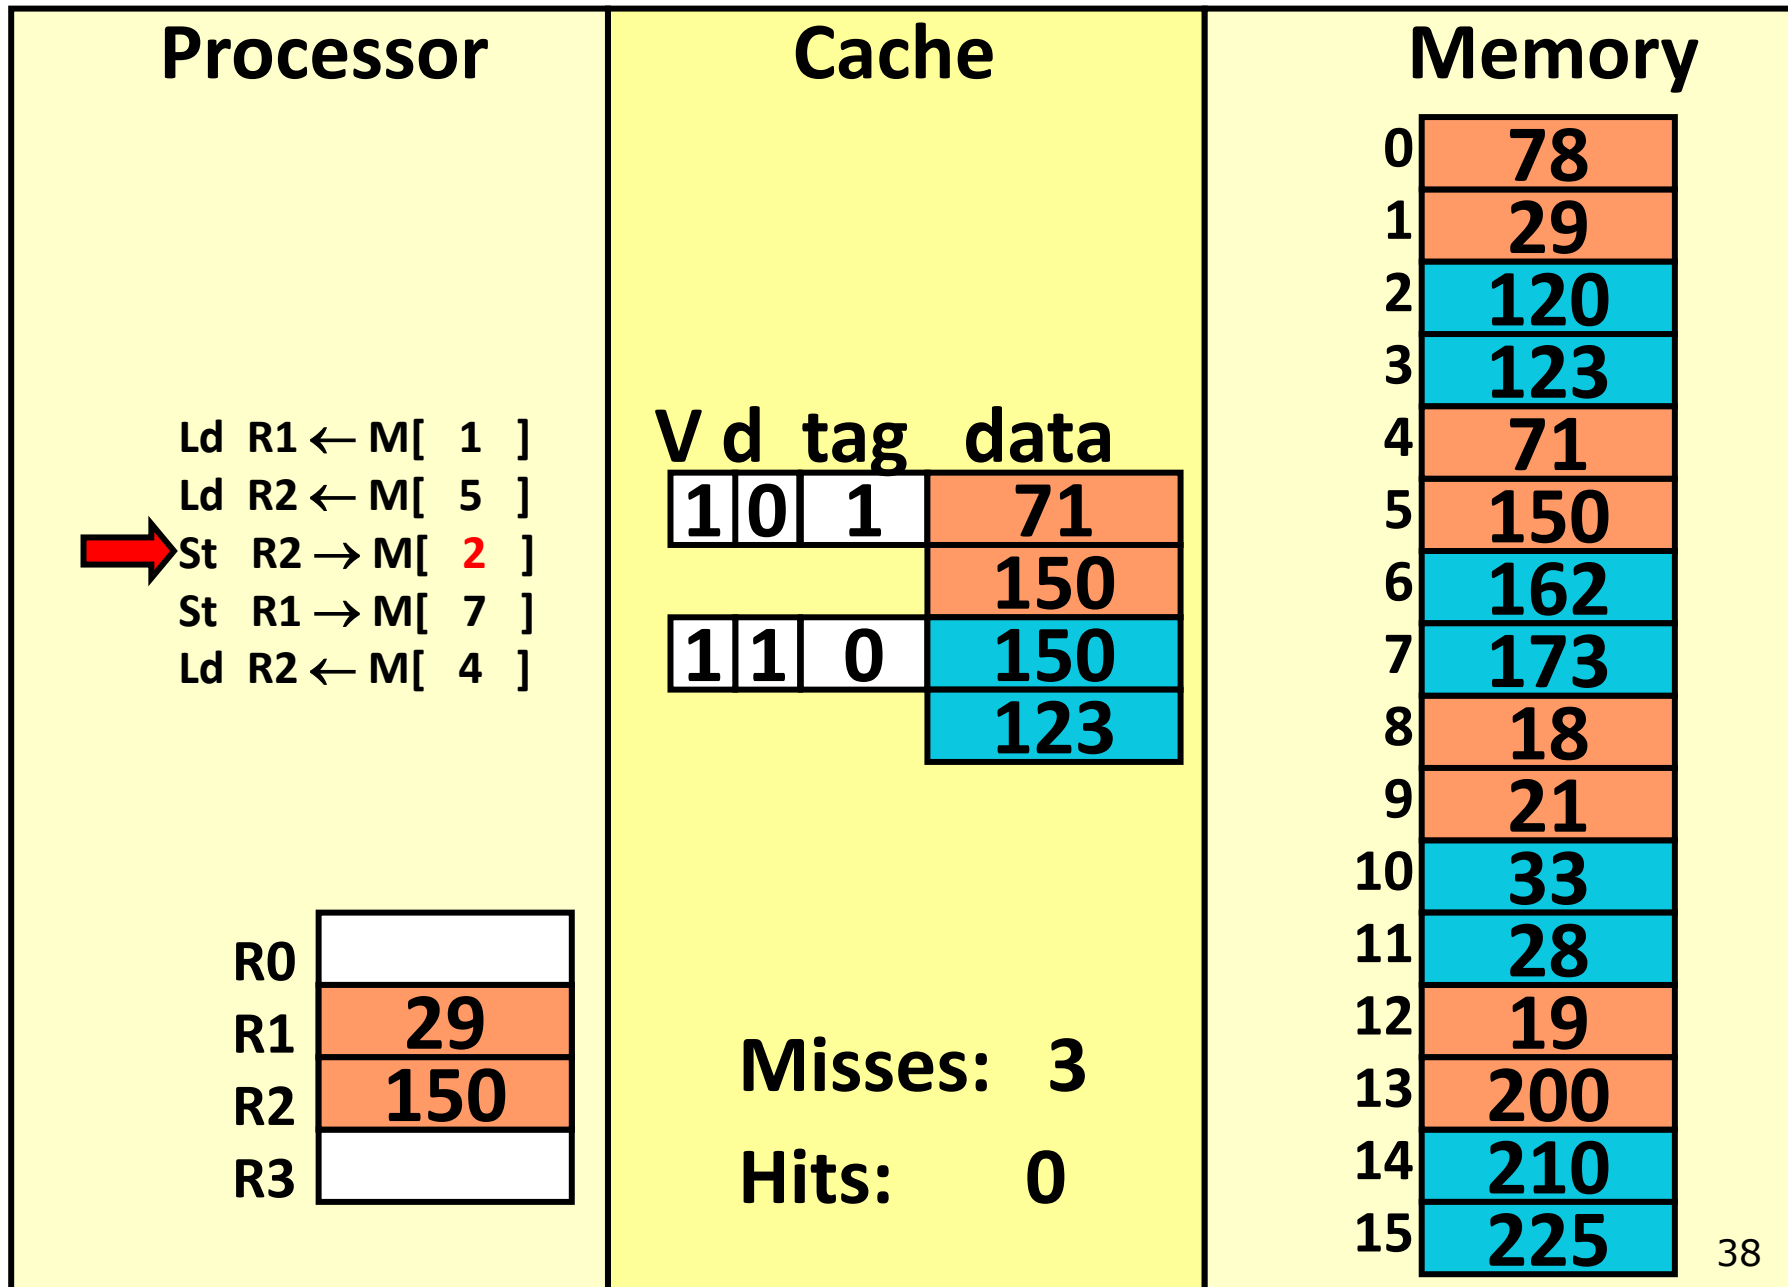 Processor
Ld R1 ← M[ 1 ]
Ld R2 ← M[ 5 ]
St R2 → M[ 2 ]
St R1 → M[ 7 ]
Ld R2 ← M[ 4 ]
R0
R1 29
R2 150
R3
Cache
V d tag data
1 0 1 71
150
1 1 0 150
123
Misses: 3
Hits: 0
Memory
0 78
1 29
2 120
3 123
4 71
5 150
6 162
7 173
8 18
9 21
10 33
11 28
12 19
13 200
14 210
15 225
38